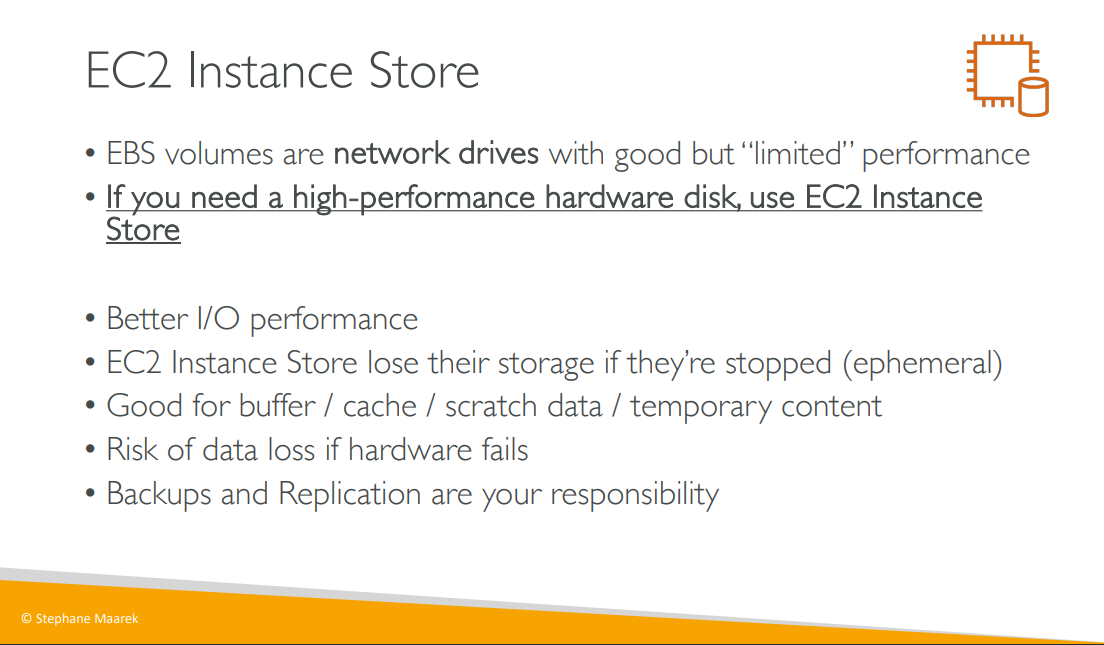 EC2 Instance Store
• EBS volumes are network drives with good but “limited” performance
• If you need a high-performance hardware disk, use EC2 Instance
Store
• Better I/O performance
• EC2 Instance Store lose their storage if they’re stopped (ephemeral)
• Good for buffer / cache / scratch data / temporary content
• Risk of data loss if hardware fails
• Backups and Replication are your responsibility
© Stephane Maarek